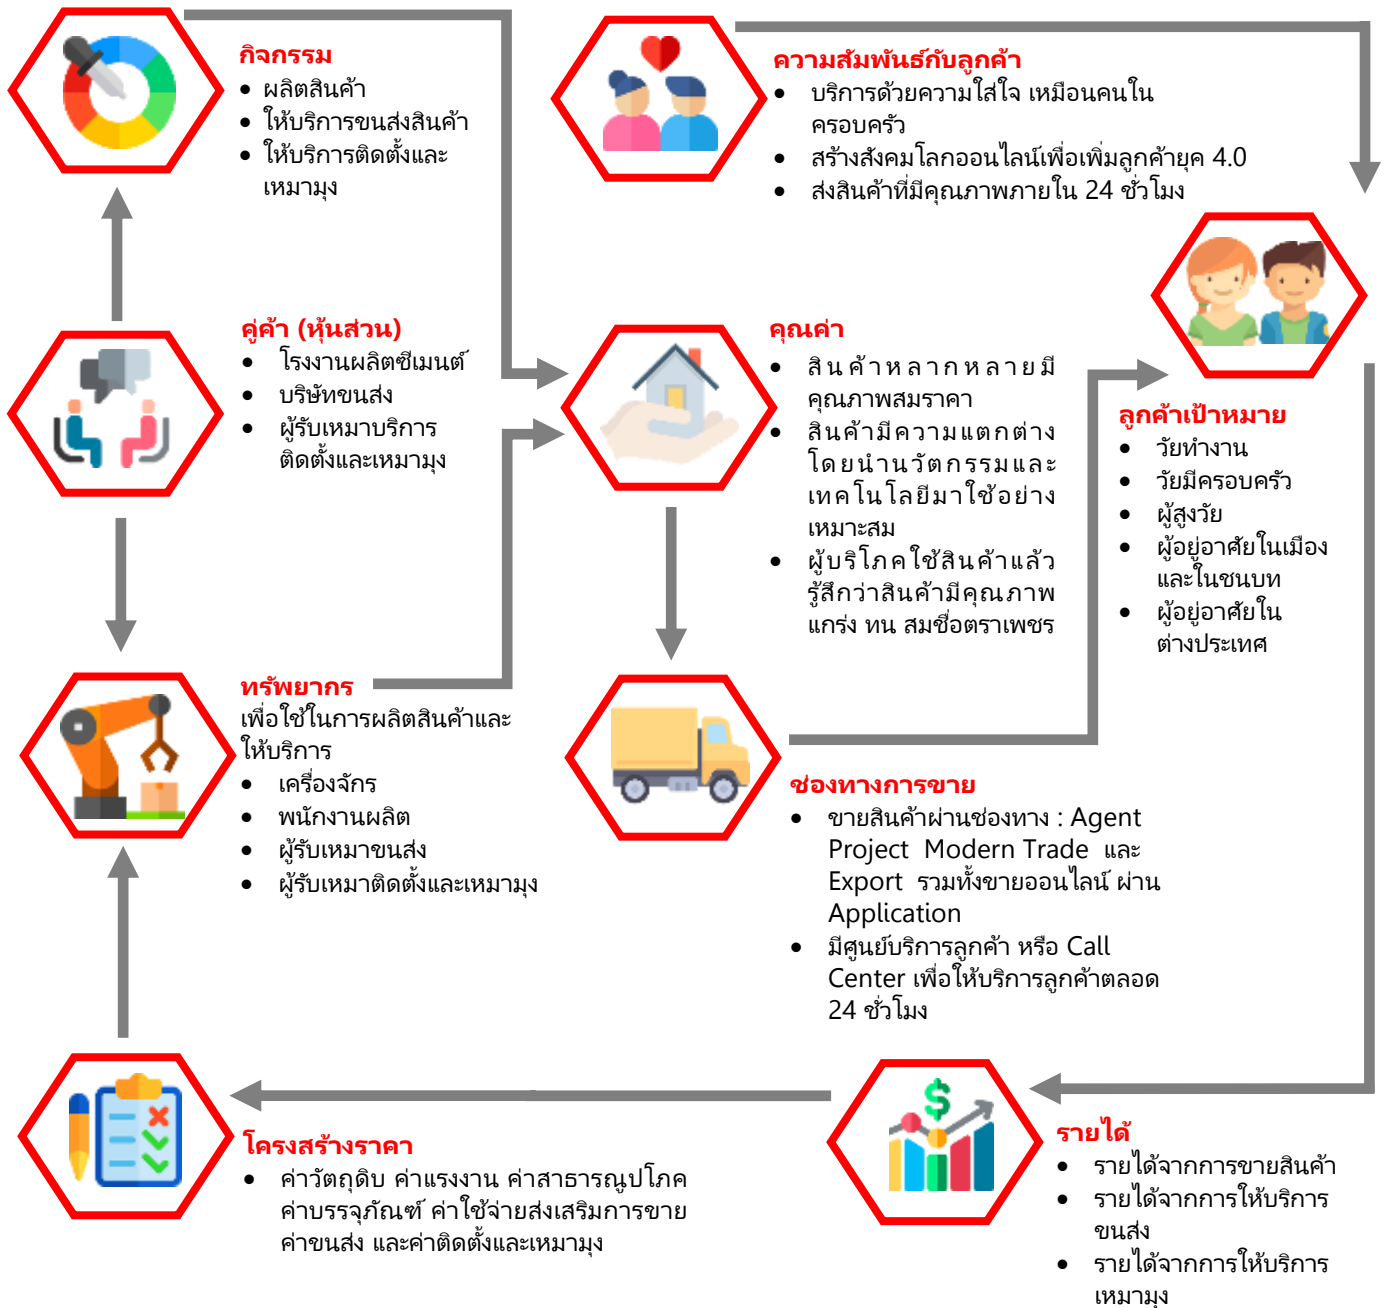 กิจกรรม
• ผลิตสินค้า
• ให้บริการขนส่งสินค้า
• ให้บริการติดตั้งและ
เหมามุง
ความสัมพันธ์กับลูกค้า
• บริการด้วยความใส่ใจ เหมือนคนใน
ครอบครัว
• สร้างสังคมโลกออนไลน์เพื่อเพิ่มลูกค้ายุค 4.0
• ส่งสินค้าที่มีคุณภาพภายใน 24 ชั่วโมง
คู่ค้า (หุ้นส่วน)
• โรงงานผลิตซีเมนต์
• บริษัทขนส่ง
• ผู้รับเหมาบริการ
ติดตั้งและเหมามุง
คุณค่า
• สินค้าหลากหลายมี
คุณภาพสมราคา
• สินค้ามีความแตกต่าง
โดยนำนวัตกรรมและ
เทคโนโลยีมาใช้อย่าง
เหมาะสม
• ผู้บริโภคใช้สินค้าแล้ว
รู้สึกว่าสินค้ามีคุณภาพ
แกร่ง ทน สมชื่อตราเพชร
ลูกค้าเป้าหมาย
• วัยทำงาน
• วัยมีครอบครัว
• ผู้สูงวัย
• ผู้อยู่อาศัยในเมือง
และในชนบท
• ผู้อยู่อาศัยใน
ต่างประเทศ
ทรัพยากร
เพื่อใช้ในการผลิตสินค้าและ
ให้บริการ
• เครื่องจักร
• พนักงานผลิต
• ผู้รับเหมาขนส่ง
• ผู้รับเหมาติดตั้งและเหมามุง
ช่องทางการขาย
• ขายสินค้าผ่านช่องทาง : Agent
Project Modern Trade และ
Export รวมทั้งขายออนไลน์ ผ่าน
Application
• มีศูนย์บริการลูกค้า หรือ Call
Center เพื่อให้บริการลูกค้าตลอด
24 ชั่วโมง
โครงสร้างราคา
• ค่าวัตถุดิบ ค่าแรงงาน ค่าสาธารณูปโภค
ค่าบรรจุภัณฑ์ ค่าใช้จ่ายส่งเสริมการขาย
ค่าขนส่ง และค่าติดตั้งและเหมามุง
รายได้
• รายได้จากการขายสินค้า
• รายได้จากการให้บริการ
ขนส่ง
• รายได้จากการให้บริการ
เหมามุง